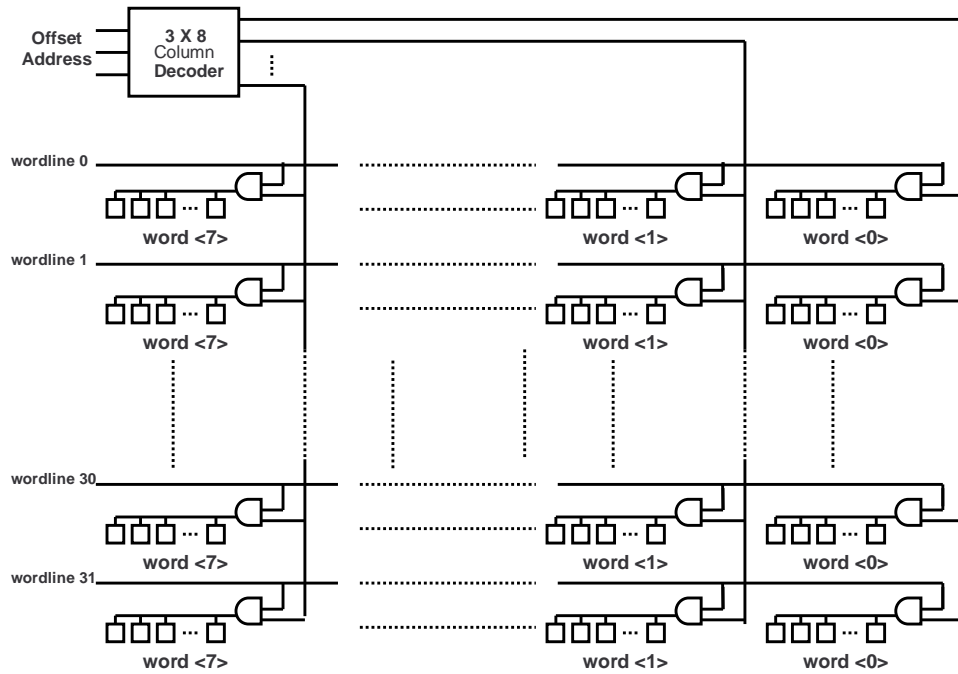 Offset
Address
3 X 8
Column
Decoder
wordline 0
word <7>
word <1>
word <0>
wordline 1
word <7>
word <1>
word <0>
wordline 30
word <7>
word <1>
word <0>
wordline 31
word <7>
word <1>
word <0>